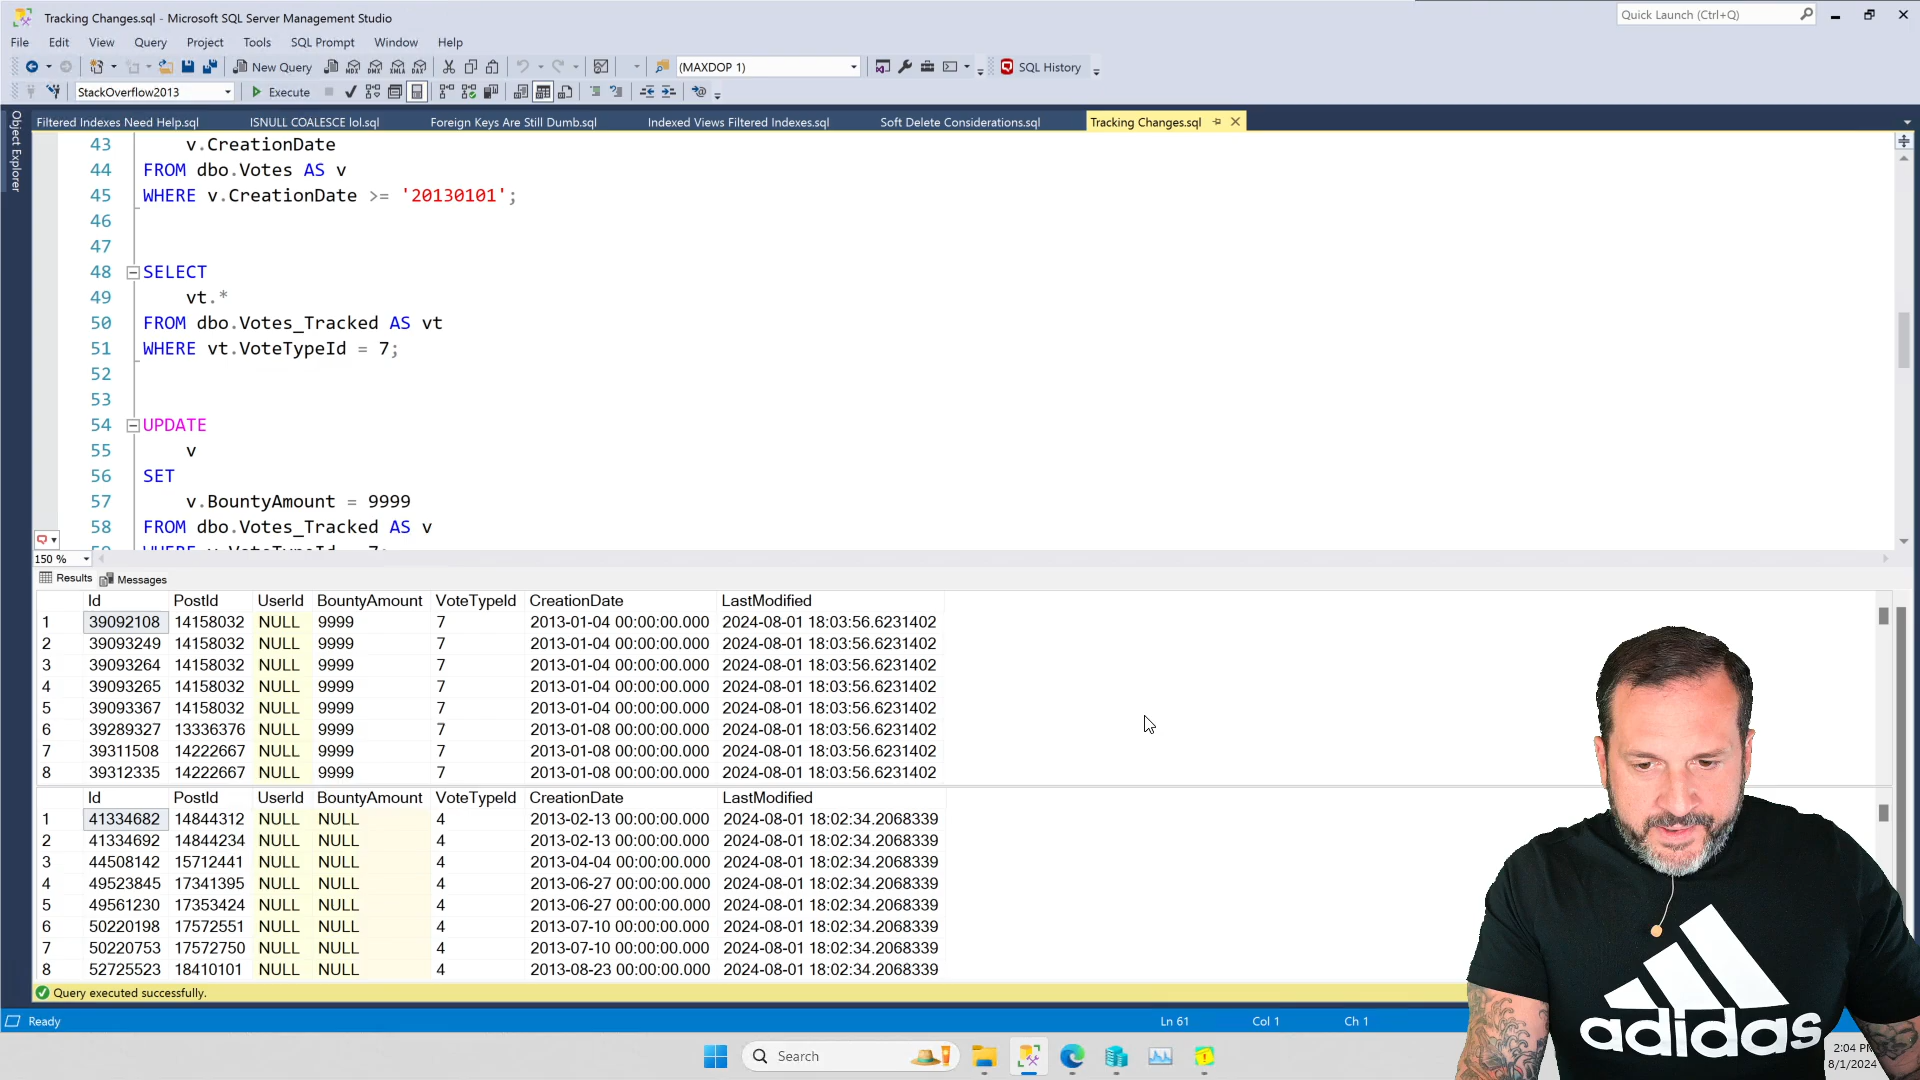 Tracking Changes.sql - Microsoft SQL Server Management Studio
Quick Launch (Ctrl+Q)
File Edit View Query Project Tools SQL Prompt Window Help
New Query (MAXDOP 1) SQL History
StackOverflow2013 Execute
Filtered Indexes Need Help.sql ISNULL COALESCE lol.sql Foreign Keys Are Still Dumb.sql Indexed Views Filtered Indexes.sql Soft Delete Considerations.sql Tracking Changes.sql
Object Explorer
43 v.CreationDate
44 FROM dbo.Votes AS v
45 WHERE v.CreationDate >= '20130101';
46
47
48 SELECT
49 vt.*
50 FROM dbo.Votes_Tracked AS vt
51 WHERE vt.VoteTypeId = 7;
52
53
54 UPDATE
55 v
56 SET
57 v.BountyAmount = 9999
58 FROM dbo.Votes_Tracked AS v
150 %
Results Messages
Id PostId UserId BountyAmount VoteTypeId CreationDate LastModified
1 39092108 14158032 NULL 9999 7 2013-01-04 00:00:00.000 2024-08-01 18:03:56.6231402
2 39093249 14158032 NULL 9999 7 2013-01-04 00:00:00.000 2024-08-01 18:03:56.6231402
3 39093264 14158032 NULL 9999 7 2013-01-04 00:00:00.000 2024-08-01 18:03:56.6231402
4 39093265 14158032 NULL 9999 7 2013-01-04 00:00:00.000 2024-08-01 18:03:56.6231402
5 39093367 14158032 NULL 9999 7 2013-01-04 00:00:00.000 2024-08-01 18:03:56.6231402
6 39289327 13336376 NULL 9999 7 2013-01-08 00:00:00.000 2024-08-01 18:03:56.6231402
7 39311508 14222667 NULL 9999 7 2013-01-08 00:00:00.000 2024-08-01 18:03:56.6231402
8 39312335 14222667 NULL 9999 7 2013-01-08 00:00:00.000 2024-08-01 18:03:56.6231402
Id PostId UserId BountyAmount VoteTypeId CreationDate LastModified
1 41334682 14844312 NULL NULL 4 2013-02-13 00:00:00.000 2024-08-01 18:02:34.2068339
2 41334692 14844234 NULL NULL 4 2013-02-13 00:00:00.000 2024-08-01 18:02:34.2068339
3 44508142 15712441 NULL NULL 4 2013-04-04 00:00:00.000 2024-08-01 18:02:34.2068339
4 49523845 17341395 NULL NULL 4 2013-06-27 00:00:00.000 2024-08-01 18:02:34.2068339
5 49561230 17353424 NULL NULL 4 2013-06-27 00:00:00.000 2024-08-01 18:02:34.2068339
6 50220198 17572551 NULL NULL 4 2013-07-10 00:00:00.000 2024-08-01 18:02:34.2068339
7 50220753 17572750 NULL NULL 4 2013-07-10 00:00:00.000 2024-08-01 18:02:34.2068339
8 52725523 18410101 NULL NULL 4 2013-08-23 00:00:00.000 2024-08-01 18:02:34.2068339
Query executed successfully.
Ready Ln 61 Col 1 Ch 1
adidas
Search
2:04 PM
8/1/2024